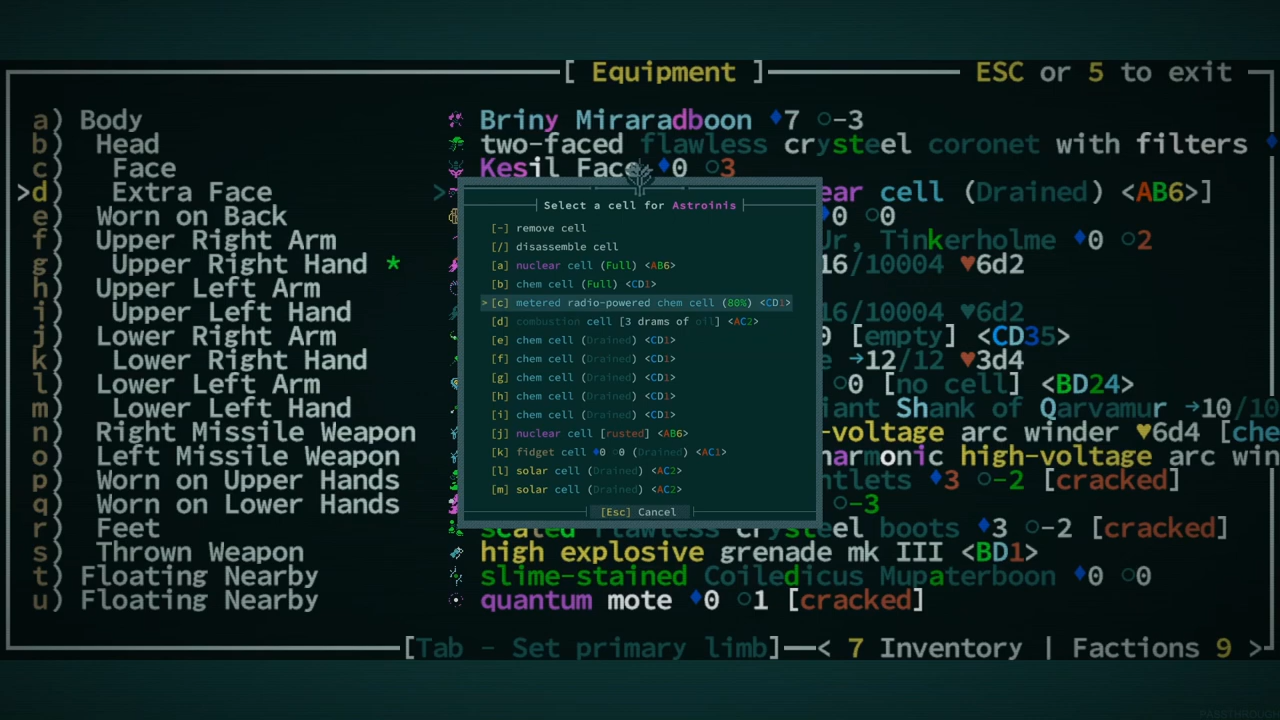 [ Equipment ] ESC or 5 to exit
a) Body Briny Miraradboon ♦7 ○-3
b) Head two-faced flawless crysteel coronet with filters ♦
c) Face Kesil Face ♦0 ○3
>d) Extra Face > ear cell (Drained) <AB6>]
e) Worn on Back ♦0 ○0
f) Upper Right Arm Ur, Tinkerholme ♦0 ○2
g) Upper Right Hand * 16/10004 ♥6d2
h) Upper Left Arm
i) Upper Left Hand 16/10004 ♥6d2
j) Lower Right Arm 0 [empty] <CD35>
k) Lower Right Hand e →12/12 ♥3d4
l) Lower Left Arm ○0 [no cell] <BD24>
m) Lower Left Hand iant Shank of Qarvamur →10/10
n) Right Missile Weapon -voltage arc winder ♥6d4 [che
o) Left Missile Weapon harmonic high-voltage arc win
p) Worn on Upper Hands ntlets ♦3 ○-2 [cracked]
q) Worn on Lower Hands ○-3
r) Feet scaled flawless crysteel boots ♦3 ○-2 [cracked]
s) Thrown Weapon high explosive grenade mk III <BD1>
t) Floating Nearby slime-stained Coiledicus Mupaterboon ♦0 ○0
u) Floating Nearby quantum mote ♦0 ○1 [cracked]
[Tab - Set primary limb] < 7 Inventory | Factions 9 >
Select a cell for Astroinis
[-] remove cell
[/] disassemble cell
[a] nuclear cell (Full) <AB6>
[b] chem cell (Full) <CD1>
>[c] metered radio-powered chem cell (80%) <CD1>
[d] combustion cell [3 drams of oil] <AC2>
[e] chem cell (Drained) <CD1>
[f] chem cell (Drained) <CD1>
[g] chem cell (Drained) <CD1>
[h] chem cell (Drained) <CD1>
[i] chem cell (Drained) <CD1>
[j] nuclear cell [rusted] <AB6>
[k] fidget cell ♦0 ○0 (Drained) <AC1>
[l] solar cell (Drained) <AC2>
[m] solar cell (Drained) <AC2>
[Esc] Cancel